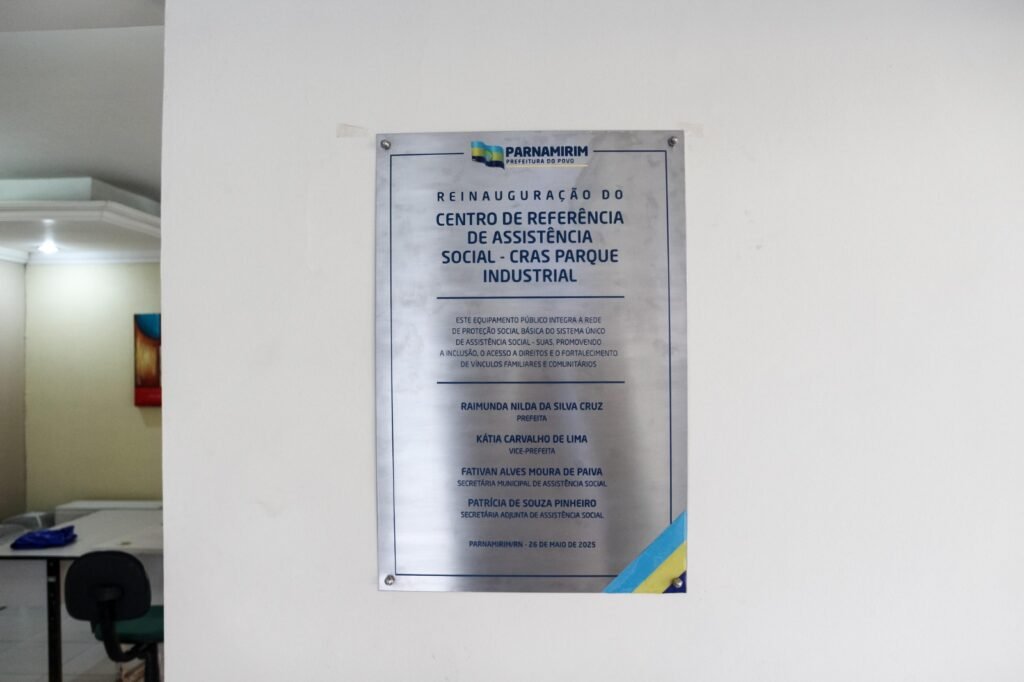 PARNAMIRIM
PREFEITURA DO POVO
REINAUGURAÇÃO DO
CENTRO DE REFERÊNCIA
DE ASSISTÊNCIA
SOCIAL - CRAS PARQUE
INDUSTRIAL
ESTE EQUIPAMENTO PÚBLICO INTEGRA A REDE
DE PROTEÇÃO SOCIAL BÁSICA DO SISTEMA ÚNICO
DE ASSISTÊNCIA SOCIAL - SUAS, PROMOVENDO
A INCLUSÃO, O ACESSO A DIREITOS E O FORTALECIMENTO
DE VÍNCULOS FAMILIARES E COMUNITÁRIOS
RAIMUNDA NILDA DA SILVA CRUZ
PREFEITA
KÁTIA CARVALHO DE LIMA
VICE-PREFEITA
FATIVAN ALVES MOURA DE PAIVA
SECRETÁRIA MUNICIPAL DE ASSISTÊNCIA SOCIAL
PATRÍCIA DE SOUZA PINHEIRO
SECRETÁRIA ADJUNTA DE ASSISTÊNCIA SOCIAL
PARNAMIRIM/RN - 26 DE MAIO DE 2025